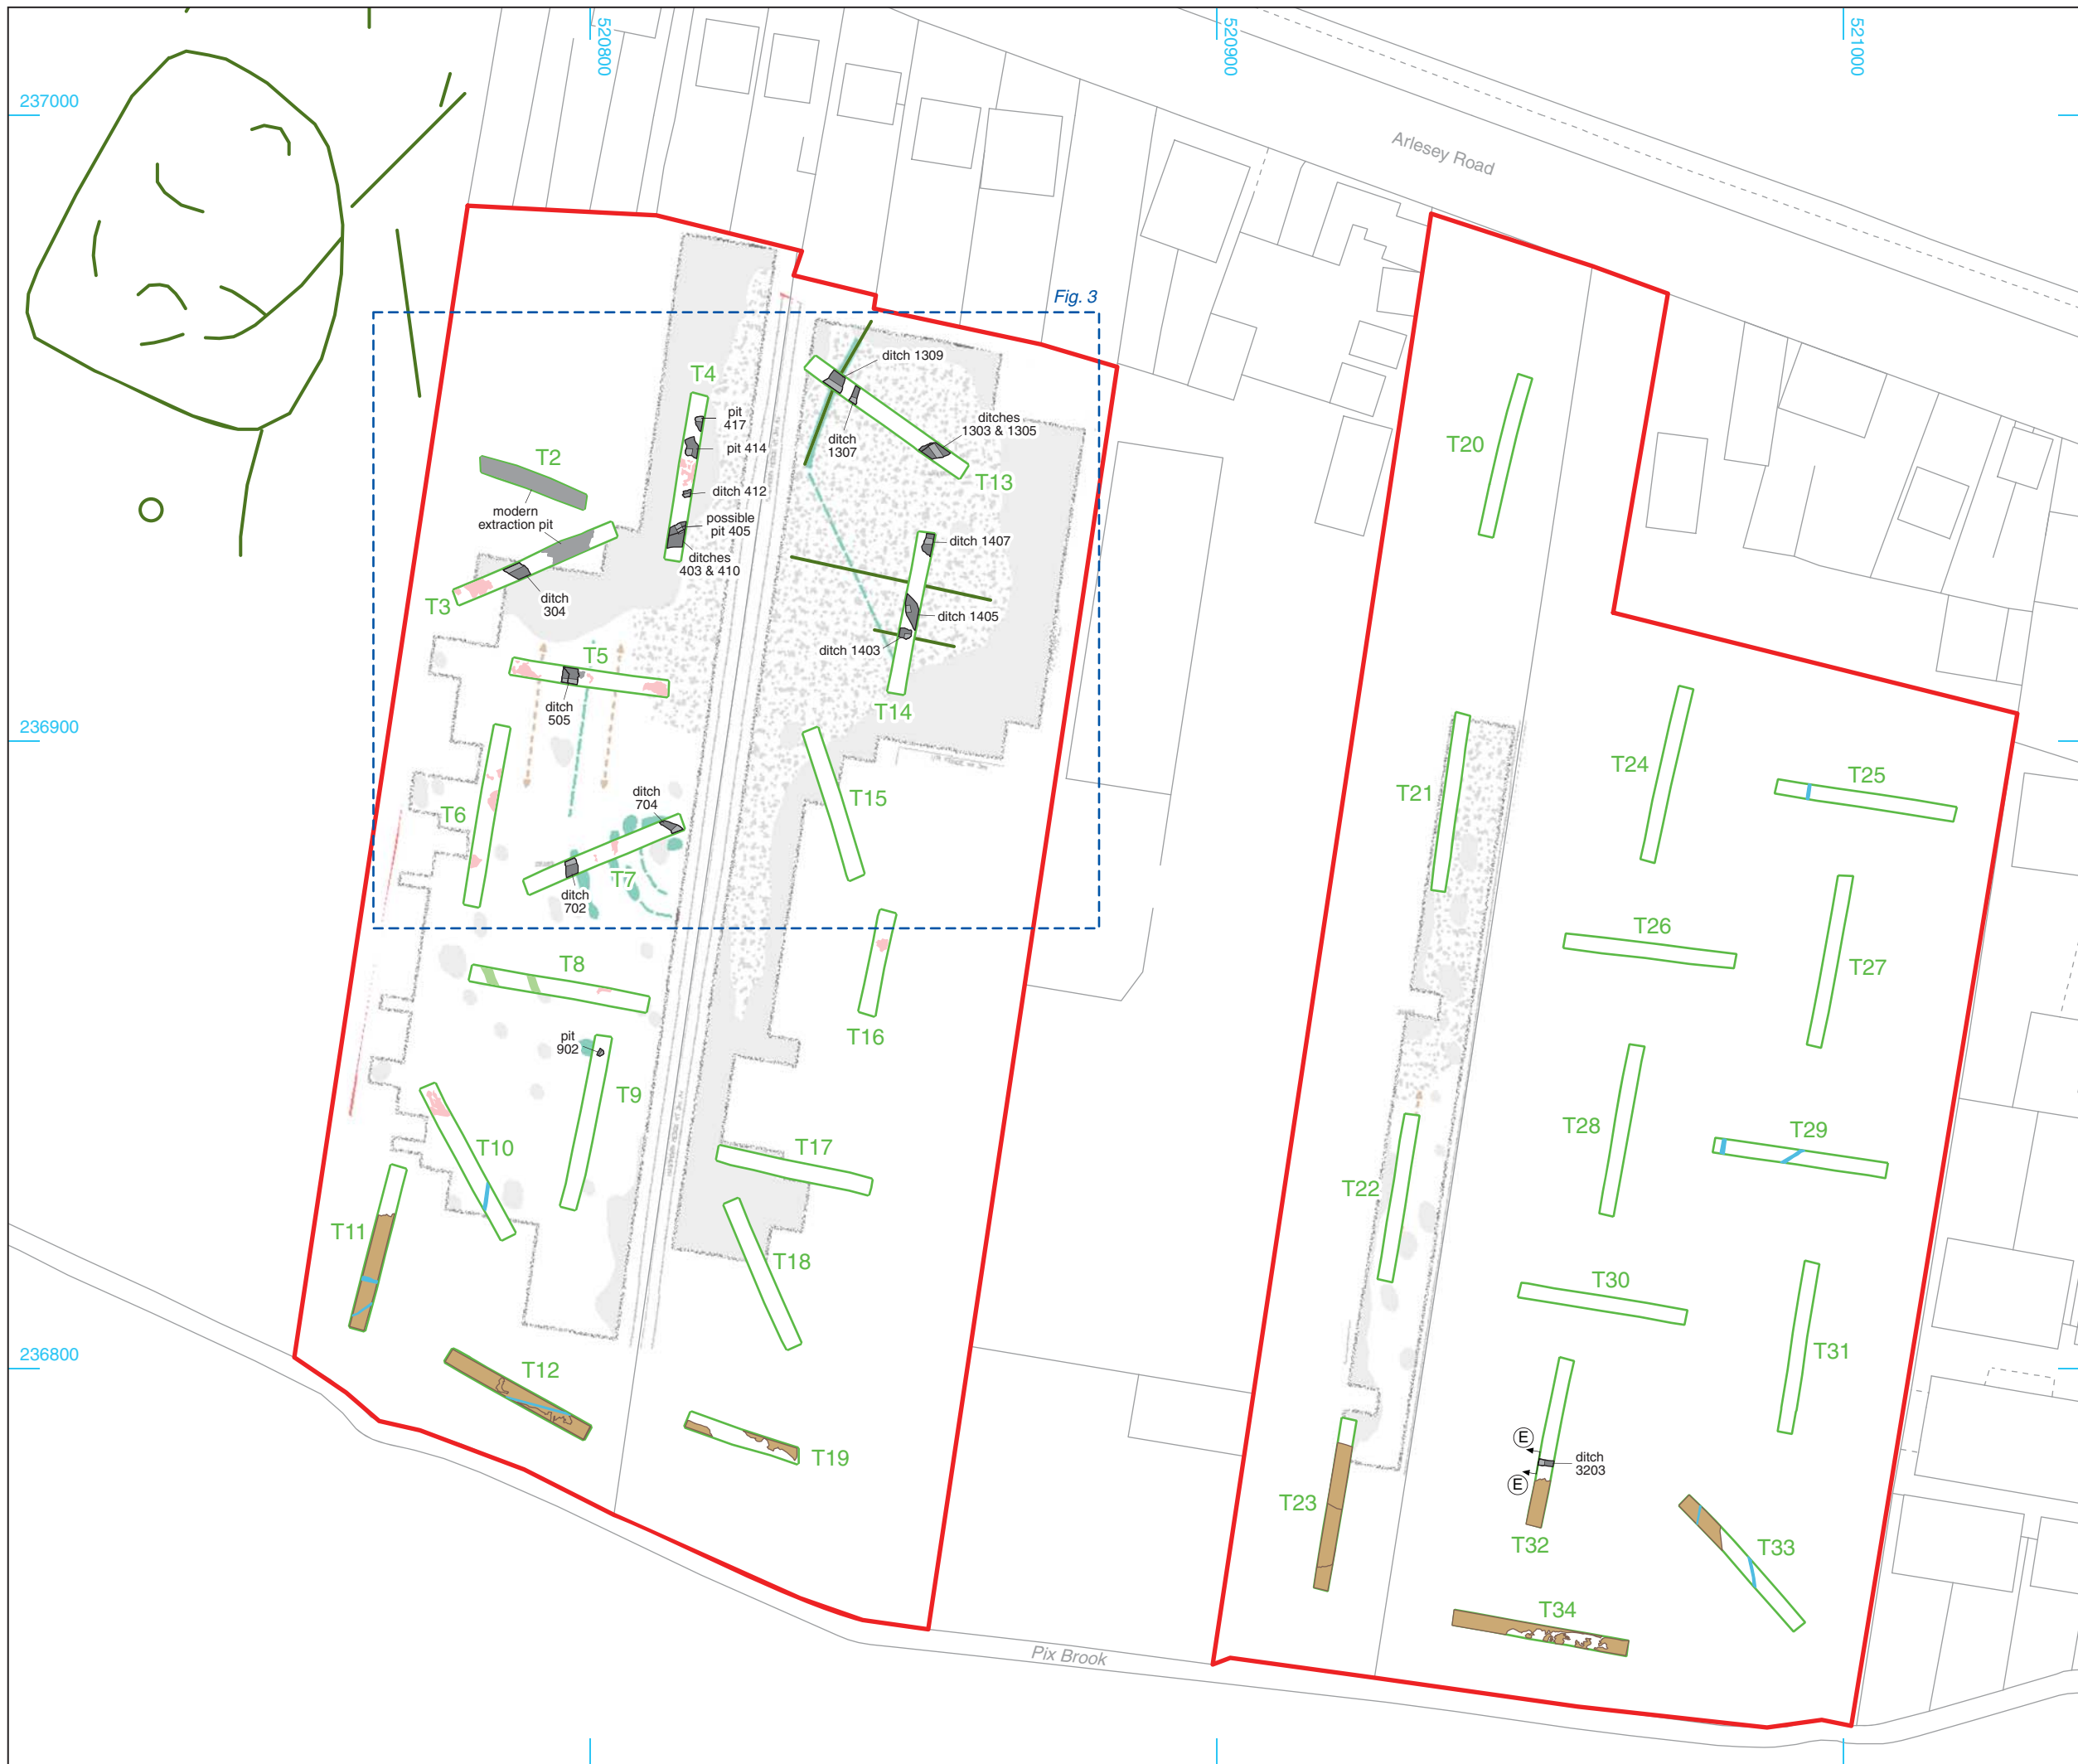 520800
520900
521000
237000
Arlesey Road
Fig. 3
ditch 1309
T4
pit
417
pit 414
ditch
1307
ditches
1303 & 1305
T20
T2
T13
ditch 412
modern
extraction pit
possible
pit 405
ditches
403 & 410
ditch 1407
T3
ditch
304
ditch 1405
ditch 1403
T5
ditch
505
T14
236900
T24
T25
T21
T15
ditch
704
T6
T7
ditch
702
T26
T27
T8
T16
pit
902
T9
T28
T29
T10
T17
T22
T11
T18
T30
T31
236800
T12
T19
E
ditch
3203
E
T23
T32
T33
T34
Pix Brook